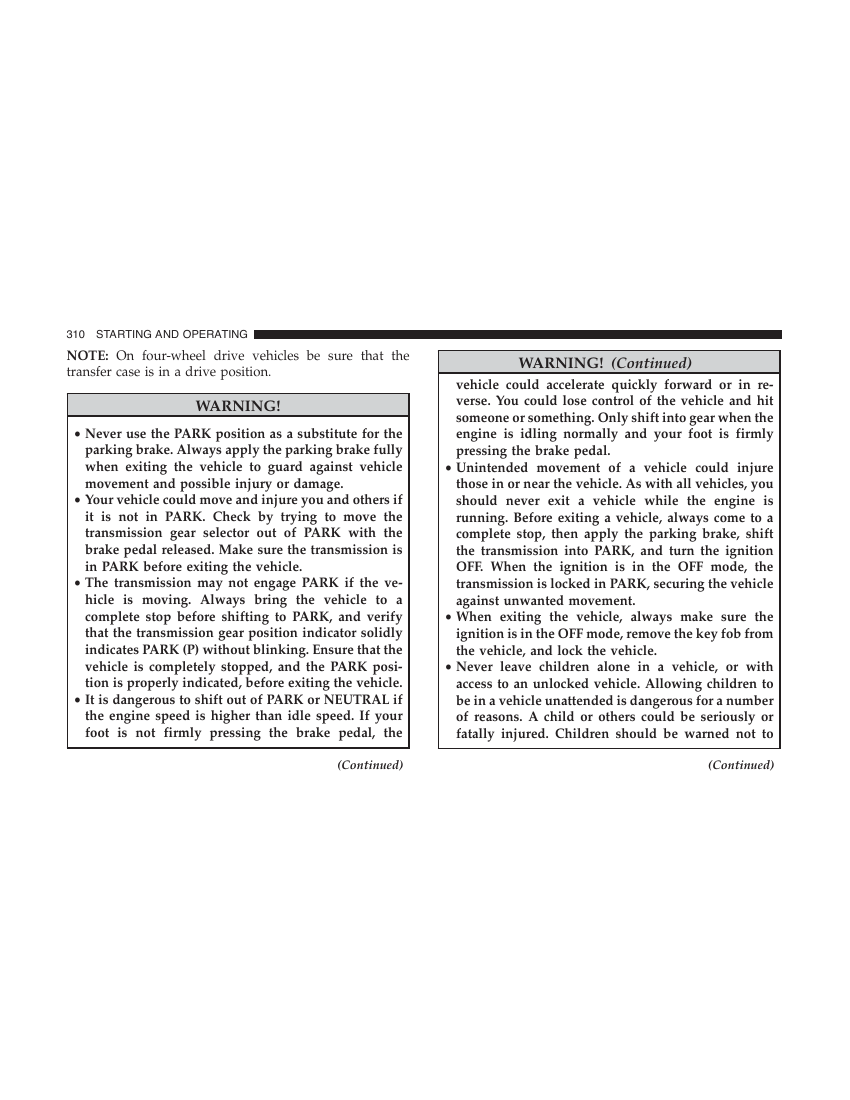 310 STARTING AND OPERATING
NOTE: On four-wheel drive vehicles be sure that the
transfer case is in a drive position.
WARNING!
• Never use the PARK position as a substitute for the
parking brake. Always apply the parking brake fully
when exiting the vehicle to guard against vehicle
movement and possible injury or damage.
• Your vehicle could move and injure you and others if
it is not in PARK. Check by trying to move the
transmission gear selector out of PARK with the
brake pedal released. Make sure the transmission is
in PARK before exiting the vehicle.
• The transmission may not engage PARK if the ve-
hicle is moving. Always bring the vehicle to a
complete stop before shifting to PARK, and verify
that the transmission gear position indicator solidly
indicates PARK (P) without blinking. Ensure that the
vehicle is completely stopped, and the PARK posi-
tion is properly indicated, before exiting the vehicle.
• It is dangerous to shift out of PARK or NEUTRAL if
the engine speed is higher than idle speed. If your
foot is not firmly pressing the brake pedal, the
(Continued)
WARNING! (Continued)
vehicle could accelerate quickly forward or in re-
verse. You could lose control of the vehicle and hit
someone or something. Only shift into gear when the
engine is idling normally and your foot is firmly
pressing the brake pedal.
• Unintended movement of a vehicle could injure
those in or near the vehicle. As with all vehicles, you
should never exit a vehicle while the engine is
running. Before exiting a vehicle, always come to a
complete stop, then apply the parking brake, shift
the transmission into PARK, and turn the ignition
OFF. When the ignition is in the OFF mode, the
transmission is locked in PARK, securing the vehicle
against unwanted movement.
• When exiting the vehicle, always make sure the
ignition is in the OFF mode, remove the key fob from
the vehicle, and lock the vehicle.
• Never leave children alone in a vehicle, or with
access to an unlocked vehicle. Allowing children to
be in a vehicle unattended is dangerous for a number
of reasons. A child or others could be seriously or
fatally injured. Children should be warned not to
(Continued)